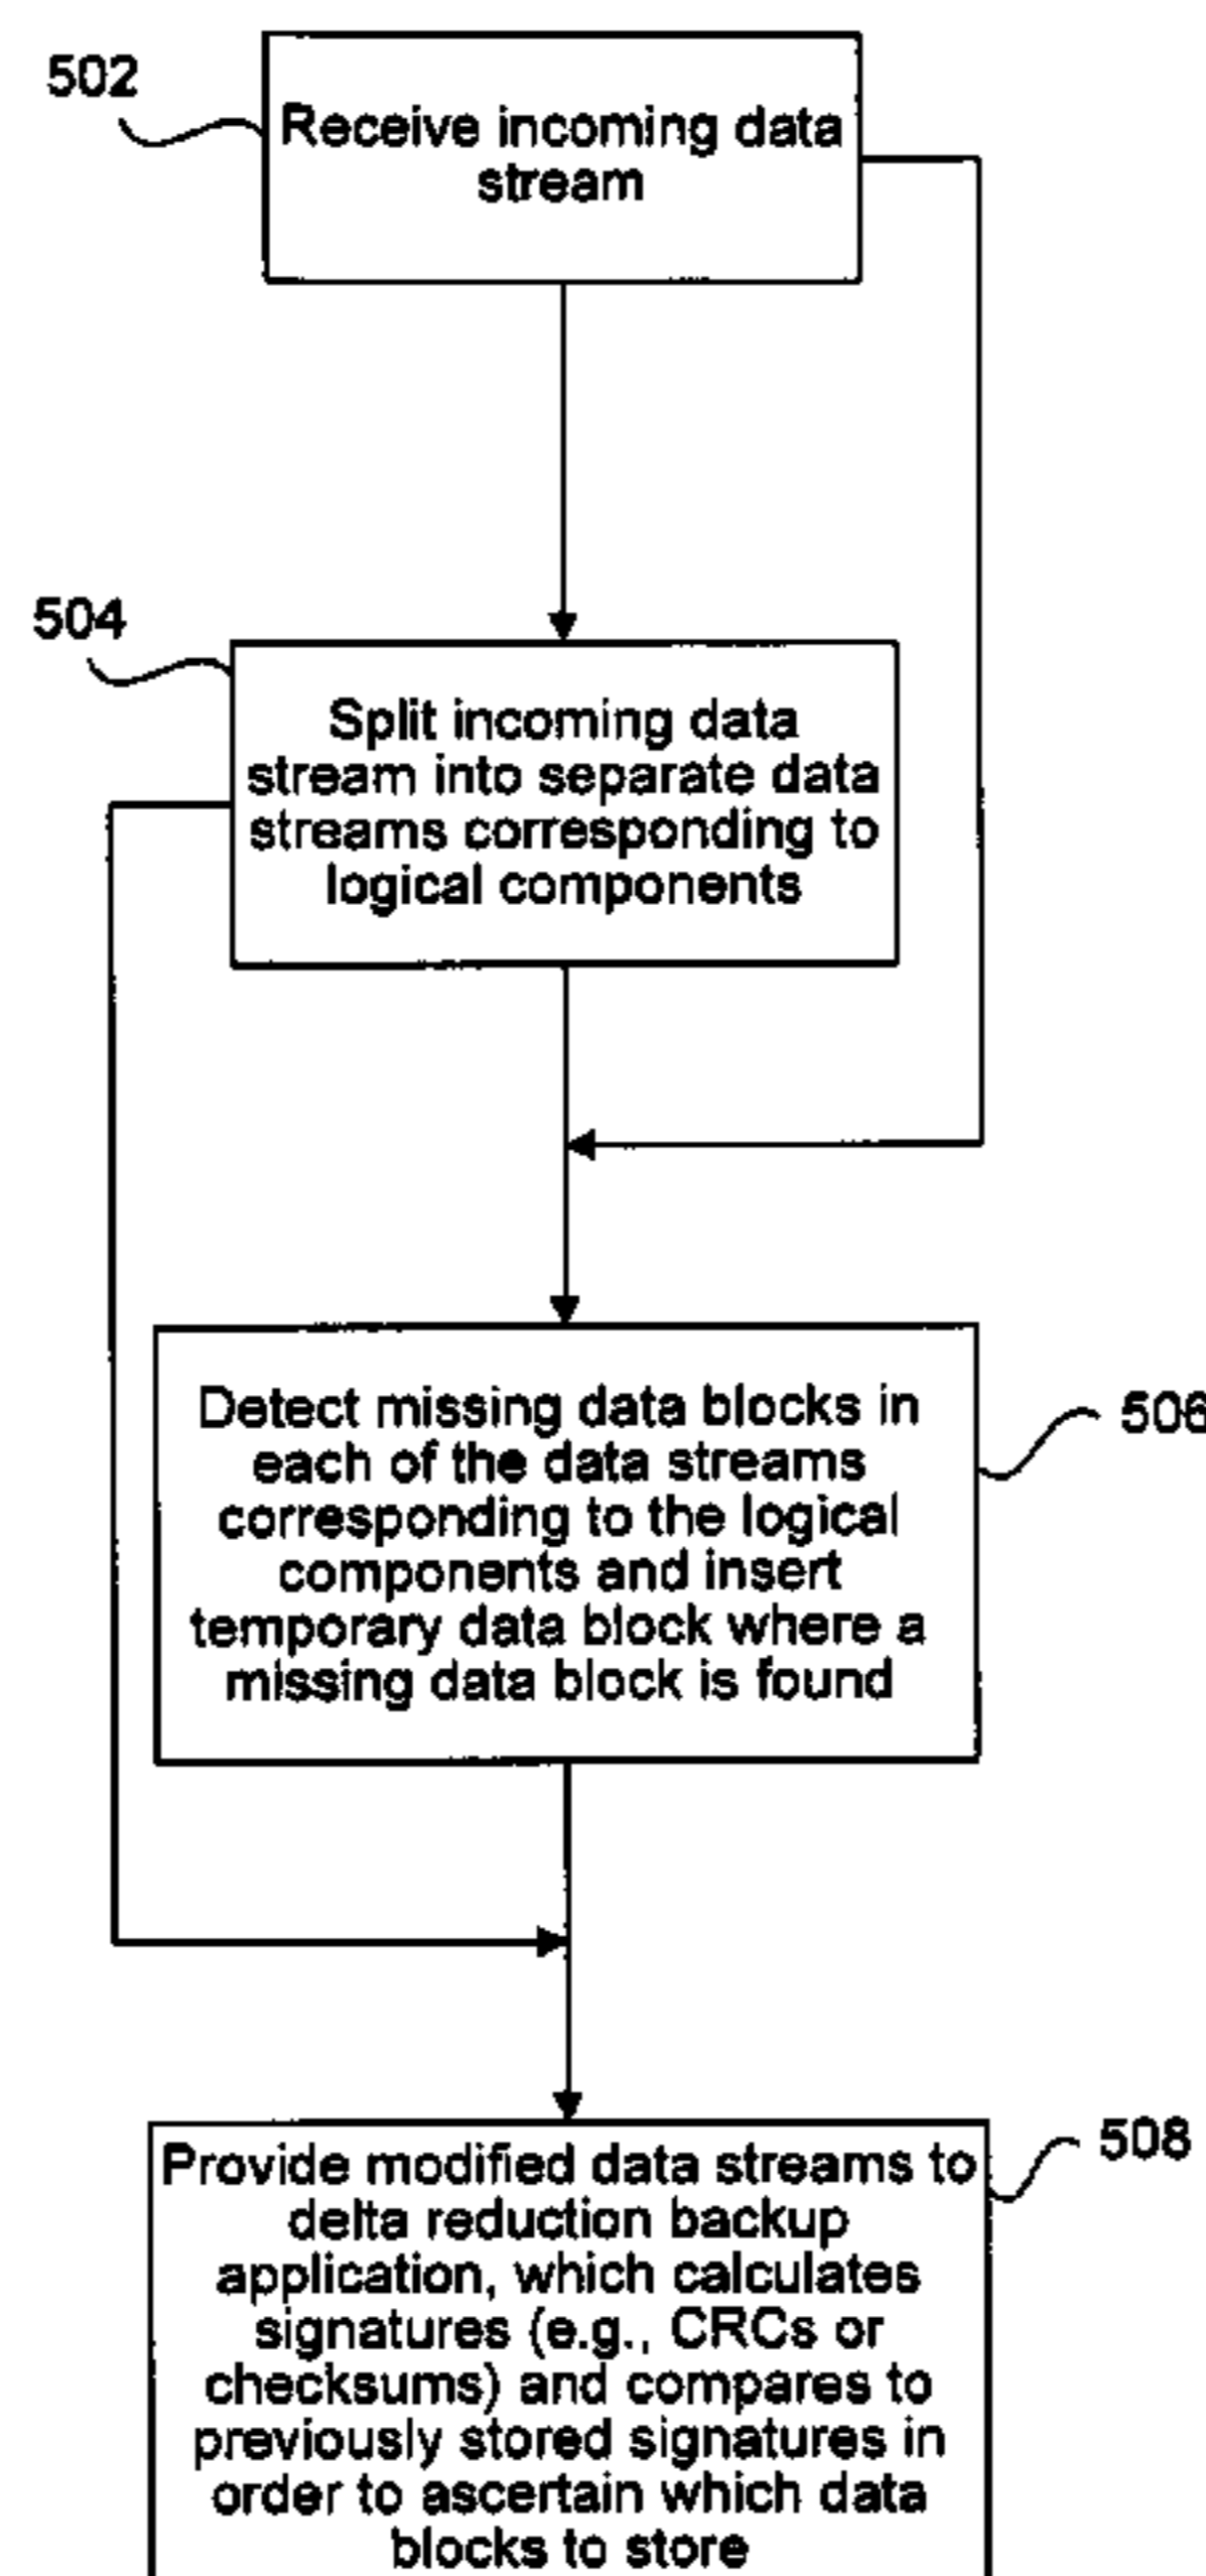 502
Receive incoming data
stream
504
Split incoming data
stream into separate data
streams corresponding to
logical components
Detect missing data blocks in
each of the data streams
corresponding to the logical
components and insert
temporary data block where a
missing data block is found
506
Provide modified data streams to
delta reduction backup
application, which calculates
signatures (e.g., CRCs or
checksums) and compares to
previously stored signatures in
order to ascertain which data
blocks to store
508